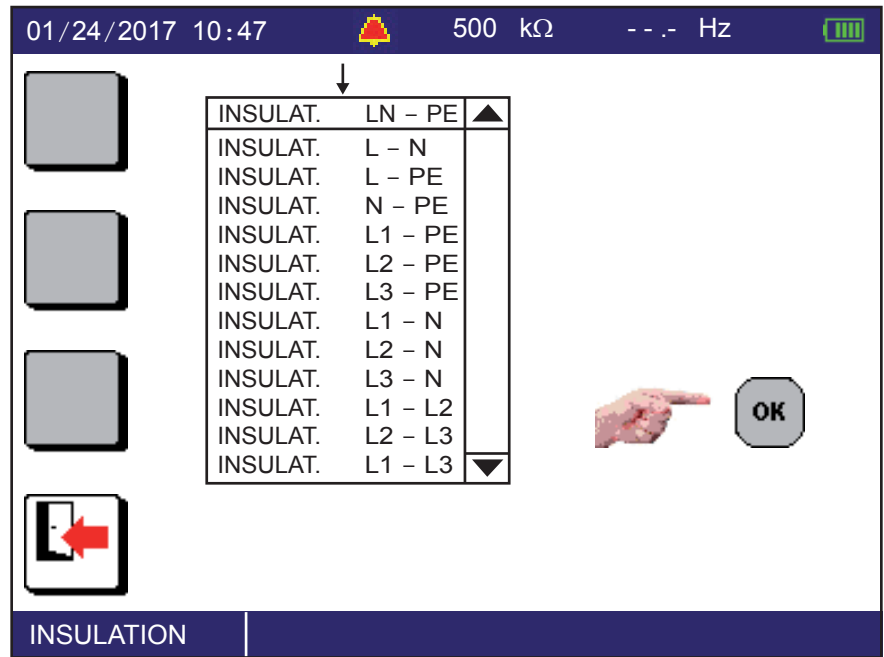 01/24/2017 10:47 500 kΩ - - .- Hz
INSULAT. LN – PE
INSULAT. L – N
INSULAT. L – PE
INSULAT. N – PE
INSULAT. L1 – PE
INSULAT. L2 – PE
INSULAT. L3 – PE
INSULAT. L1 – N
INSULAT. L2 – N
INSULAT. L3 – N
INSULAT. L1 – L2
INSULAT. L2 – L3
INSULAT. L1 – L3
OK
INSULATION